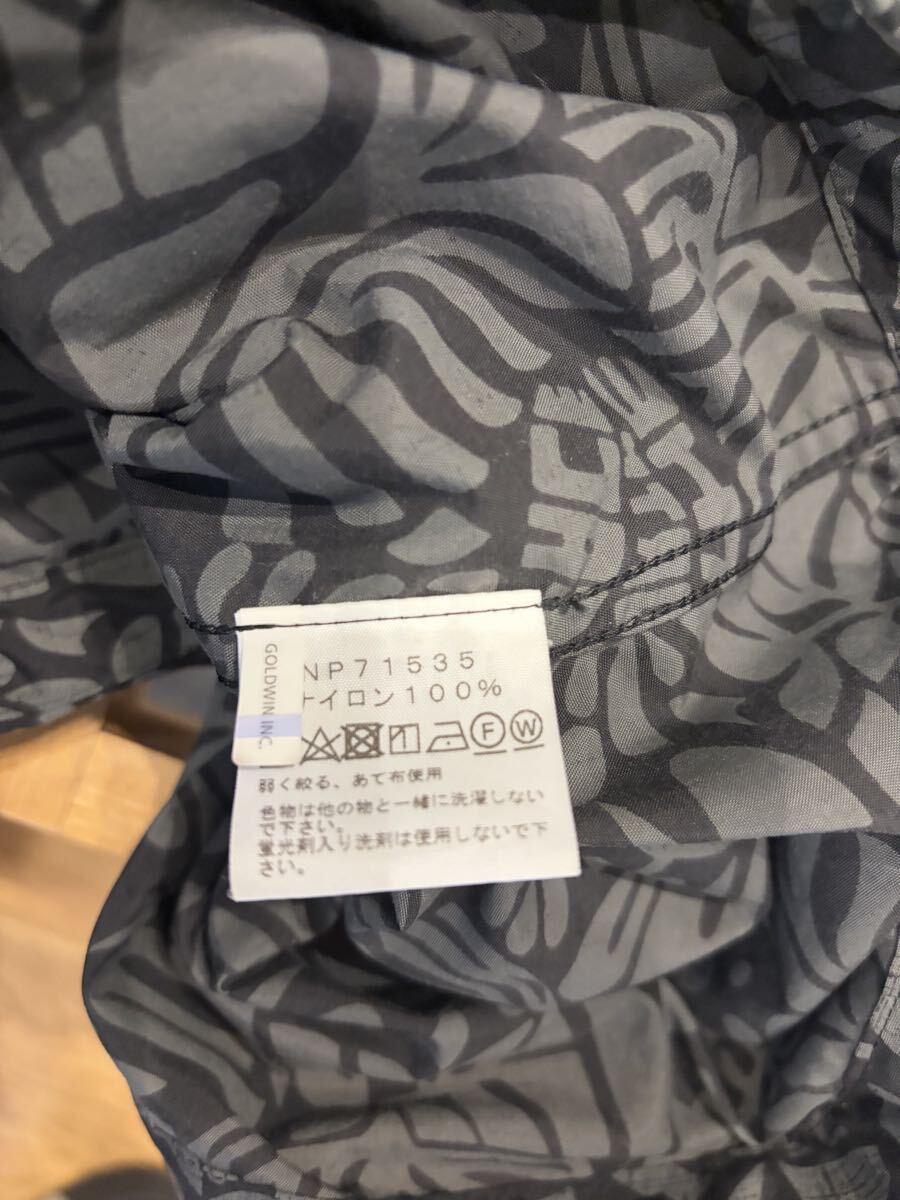 GOLDWIN INC.
NP71535
ナイロン100%
F W
弱く絞る、あて布使用
色物は他の物と一緒に洗濯しない
で下さい。
蛍光剤入り洗剤は使用しないで下
さい。